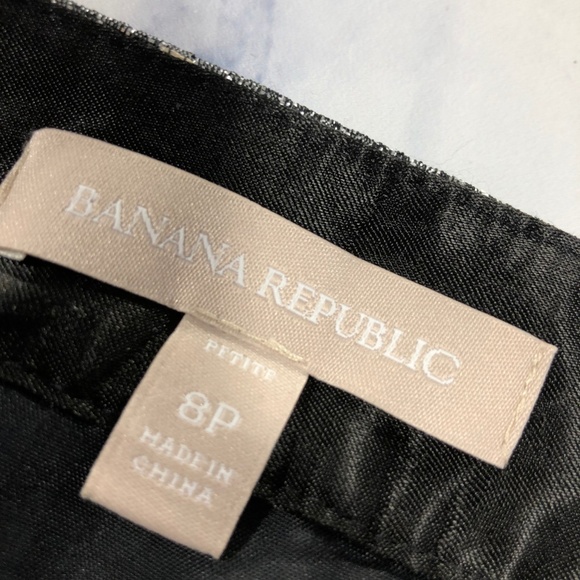 BANANA REPUBLIC
PETITE
8P
MADE IN
CHINA